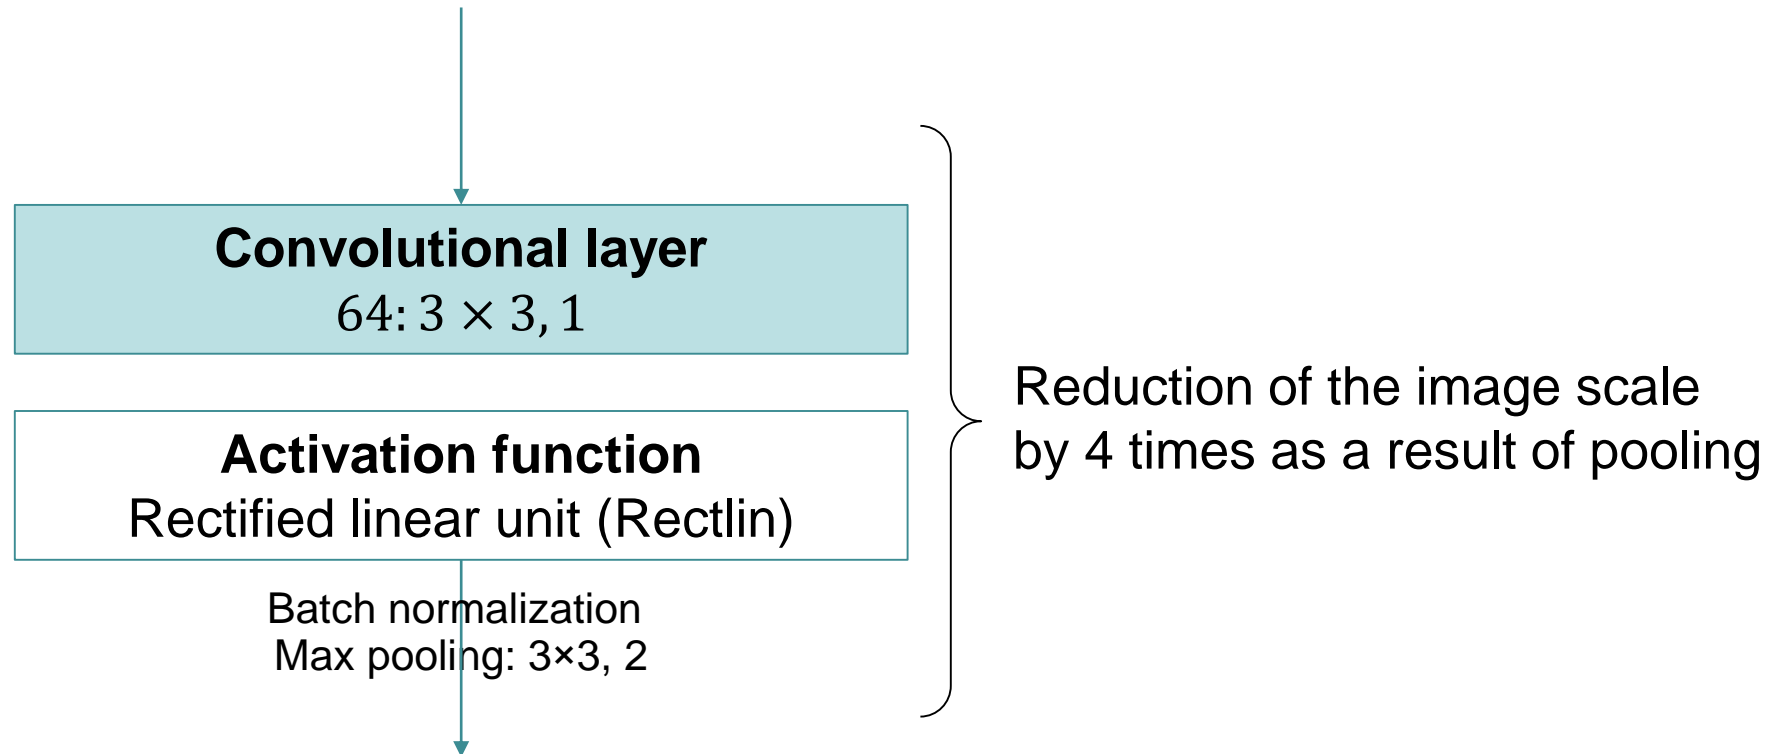 Convolutional layer
64: 3 × 3, 1
Activation function
Rectified linear unit (Rectlin)
Batch normalization
Max pooling: 3×3, 2
Reduction of the image scale
by 4 times as a result of pooling